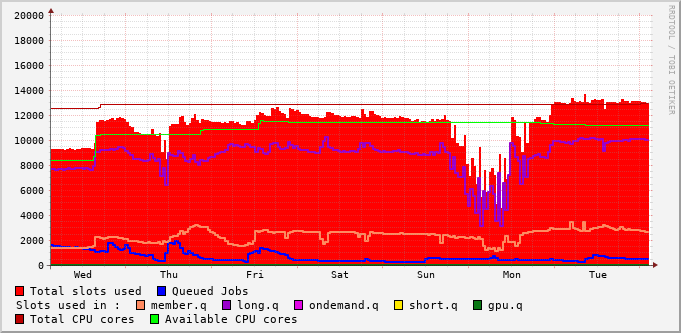 20000
18000
16000
14000
12000
10000
8000
6000
4000
2000
0
Wed Thu Fri Sat Sun Mon Tue
RRDTOOL / TOBI OETIKER
Total slots used Queued Jobs
Slots used in : member.q long.q ondemand.q short.q gpu.q
Total CPU cores Available CPU cores